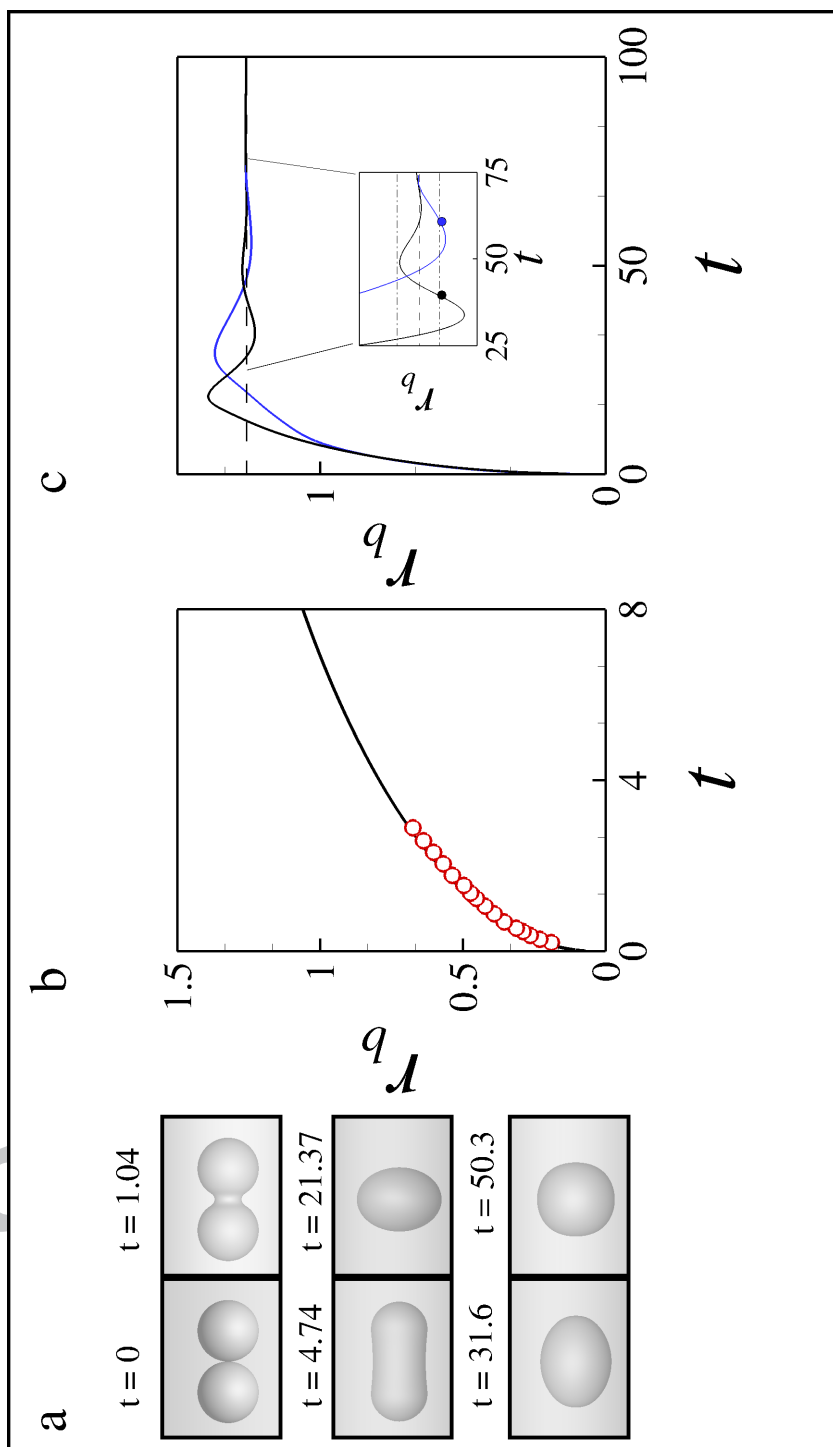 a
t = 0
t = 1.04
t = 4.74
t = 21.37
t = 31.6
t = 50.3
b
r_b
1.5
1
0.5
0
0
4
8
t
c
r_b
1
0
0
50
100
t
r_b
25
50
75
t